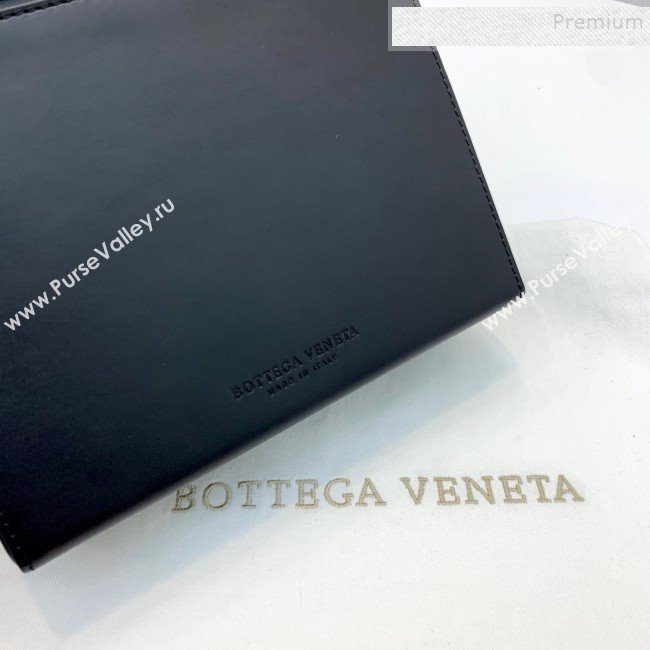 Premium
www.PurseValley.ru
www.PurseValley.ru
BOTTEGA VENETA
MADE IN ITALY
BOTTEGA VENETA